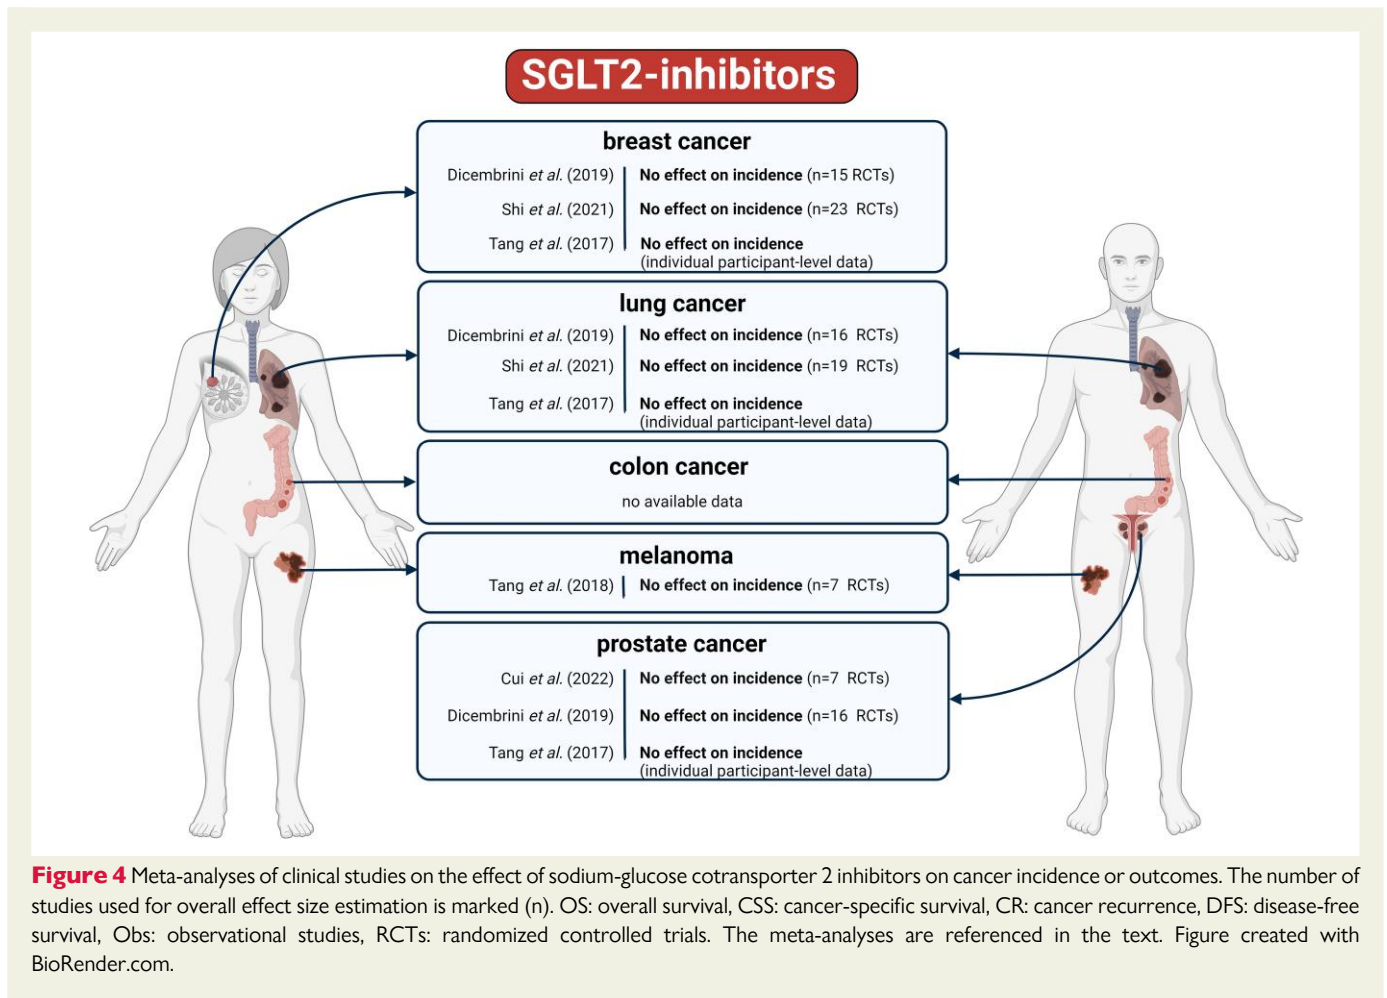 SGLT2-inhibitors
breast cancer
Dicembrini et al. (2019) No effect on incidence (n=15 RCTs)
Shi et al. (2021) No effect on incidence (n=23 RCTs)
Tang et al. (2017) No effect on incidence
(individual participant-level data)
lung cancer
Dicembrini et al. (2019) No effect on incidence (n=16 RCTs)
Shi et al. (2021) No effect on incidence (n=19 RCTs)
Tang et al. (2017) No effect on incidence
(individual participant-level data)
colon cancer
no available data
melanoma
Tang et al. (2018) No effect on incidence (n=7 RCTs)
prostate cancer
Cui et al. (2022) No effect on incidence (n=7 RCTs)
Dicembrini et al. (2019) No effect on incidence (n=16 RCTs)
Tang et al. (2017) No effect on incidence
(individual participant-level data)
Figure 4 Meta-analyses of clinical studies on the effect of sodium-glucose cotransporter 2 inhibitors on cancer incidence or outcomes. The number of
studies used for overall effect size estimation is marked (n). OS: overall survival, CSS: cancer-specific survival, CR: cancer recurrence, DFS: disease-free
survival, Obs: observational studies, RCTs: randomized controlled trials. The meta-analyses are referenced in the text. Figure created with
BioRender.com.